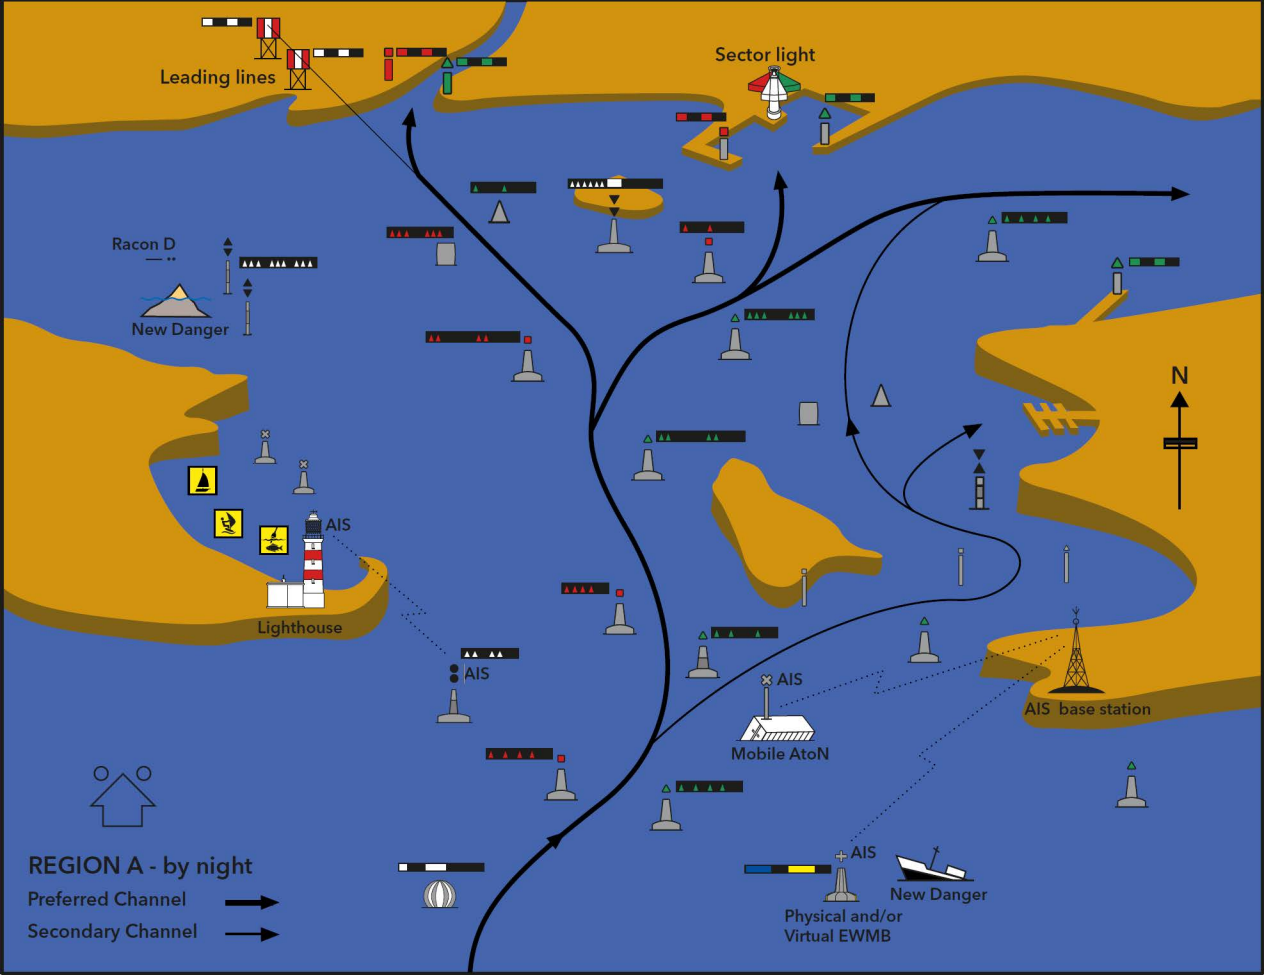 Leading lines
Sector light
Racon D
New Danger
N
AIS
Lighthouse
AIS
AIS
Mobile AtoN
AIS base station
REGION A - by night
Preferred Channel
Secondary Channel
AIS
New Danger
Physical and/or
Virtual EWMB